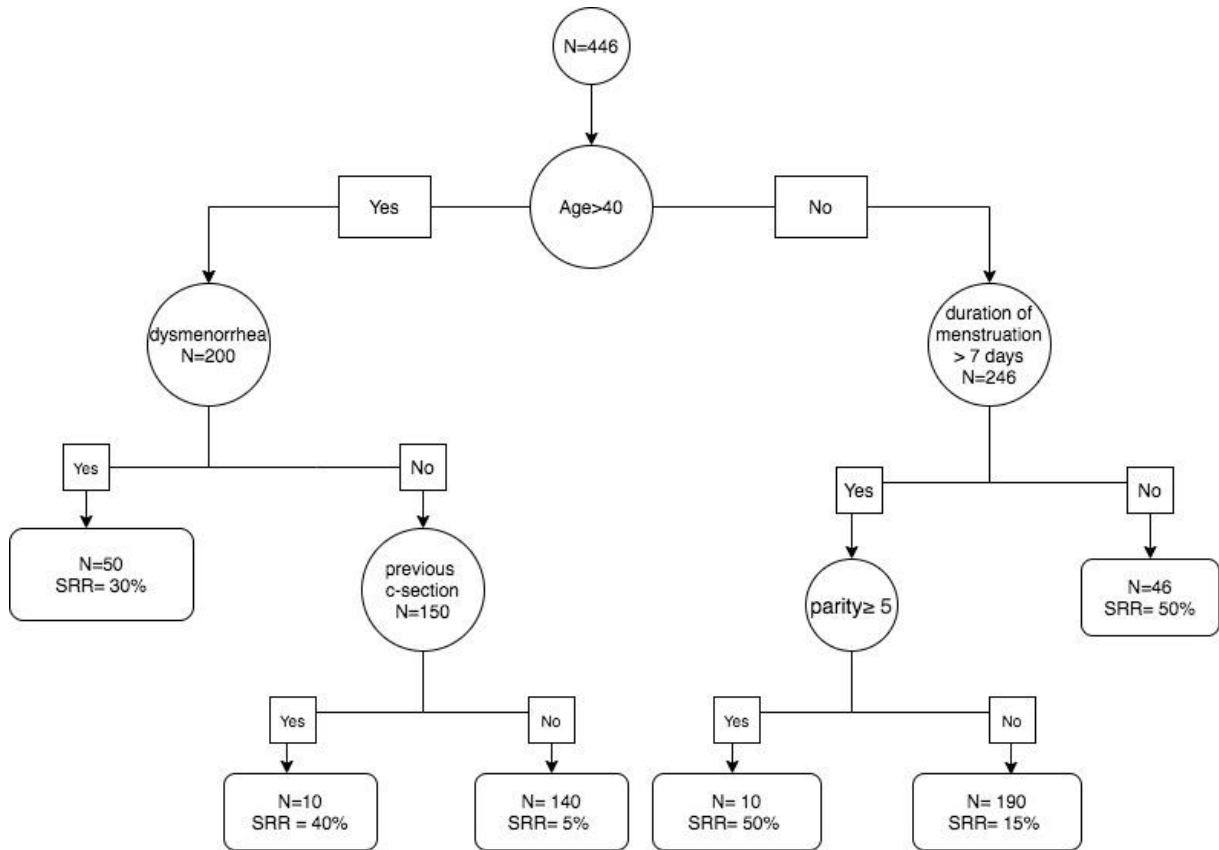 N=446
Yes
Age>40
No
dysmenorrhea
N=200
duration of
menstruation
> 7 days
N=246
Yes
No
Yes
No
N=50
SRR= 30%
previous
c-section
N=150
parity≥ 5
N=46
SRR= 50%
Yes
No
Yes
No
N=10
SRR = 40%
N= 140
SRR= 5%
N= 10
SRR= 50%
N= 190
SRR= 15%